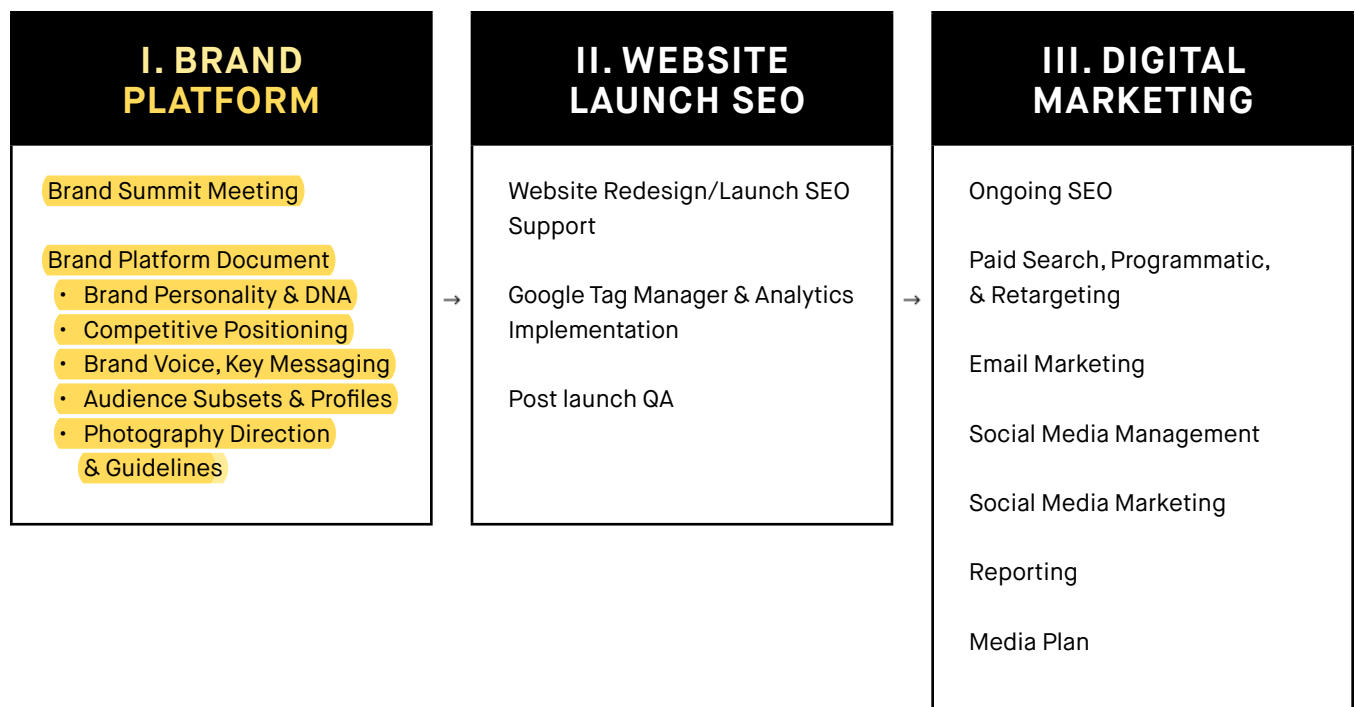 I. BRAND
PLATFORM
Brand Summit Meeting
Brand Platform Document
• Brand Personality & DNA
• Competitive Positioning
• Brand Voice, Key Messaging
• Audience Subsets & Profiles
• Photography Direction
& Guidelines
→
II. WEBSITE
LAUNCH SEO
Website Redesign/Launch SEO
Support
Google Tag Manager & Analytics
Implementation
Post launch QA
→
III. DIGITAL
MARKETING
Ongoing SEO
Paid Search, Programmatic,
& Retargeting
Email Marketing
Social Media Management
Social Media Marketing
Reporting
Media Plan